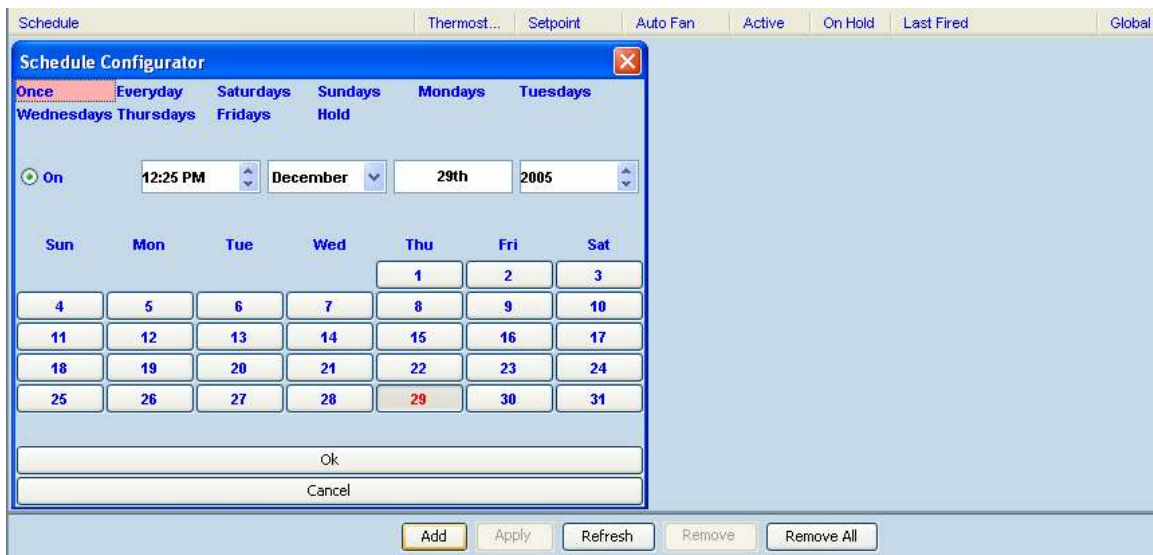 Schedule Thermost... Setpoint Auto Fan Active On Hold Last Fired Global
Schedule Configurator
Once Everyday Saturdays Sundays Mondays Tuesdays
Wednesdays Thursdays Fridays Hold
On 12:25 PM December 29th 2005
Sun Mon Tue Wed Thu Fri Sat
1 2 3
4 5 6 7 8 9 10
11 12 13 14 15 16 17
18 19 20 21 22 23 24
25 26 27 28 29 30 31
Ok
Cancel
Add Apply Refresh Remove Remove All